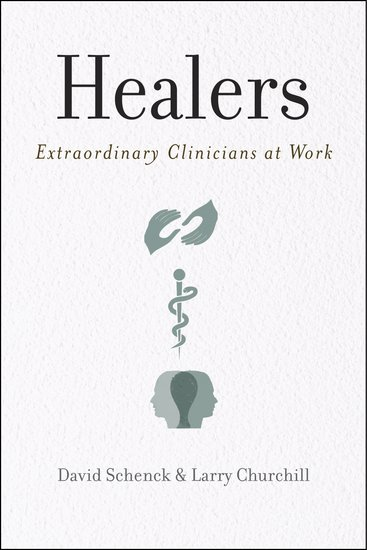 Healers
Extraordinary Clinicians at Work
David Schenck & Larry Churchill